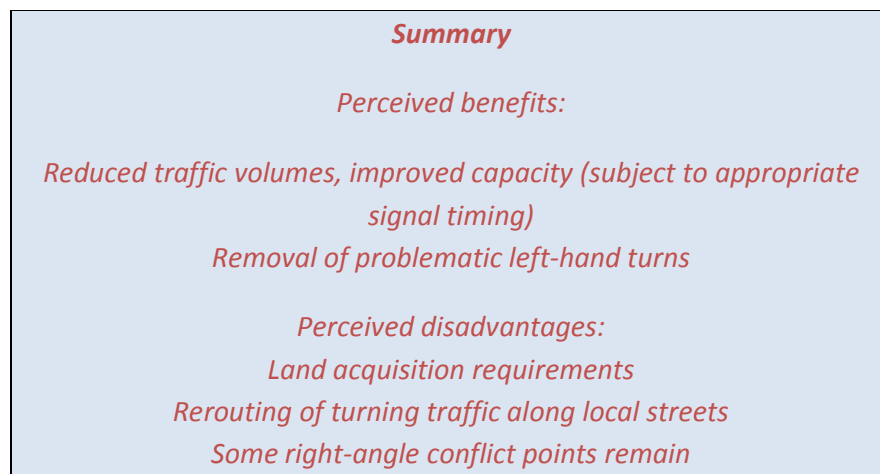 Summary
Perceived benefits:
Reduced traffic volumes, improved capacity (subject to appropriate
signal timing)
Removal of problematic left-hand turns
Perceived disadvantages:
Land acquisition requirements
Rerouting of turning traffic along local streets
Some right-angle conflict points remain